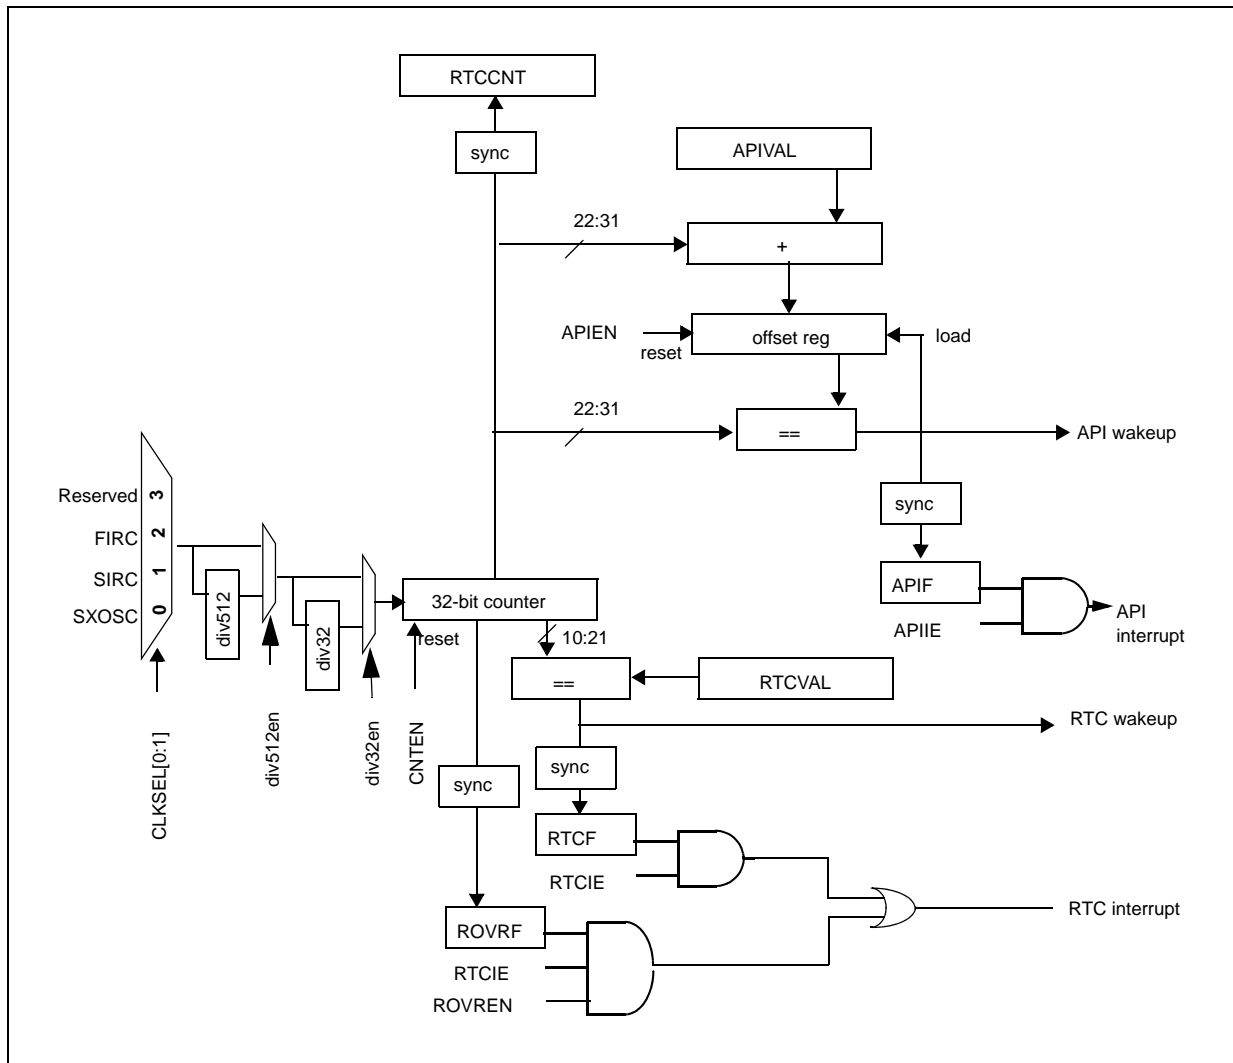 RTCCNT
sync
APIVAL
22:31
+
APIEN
reset
offset reg
load
22:31
==
API wakeup
Reserved
3
FIRC
2
SIRC
1
SXOSC
0
div512
div32
32-bit counter
reset
10:21
sync
APIF
APIIE
API
interrupt
==
RTCVAL
RTC wakeup
CLKSEL[0:1]
div512en
div32en
CNTEN
sync
sync
RTCF
RTCIE
RTC interrupt
ROVRF
RTCIE
ROVREN